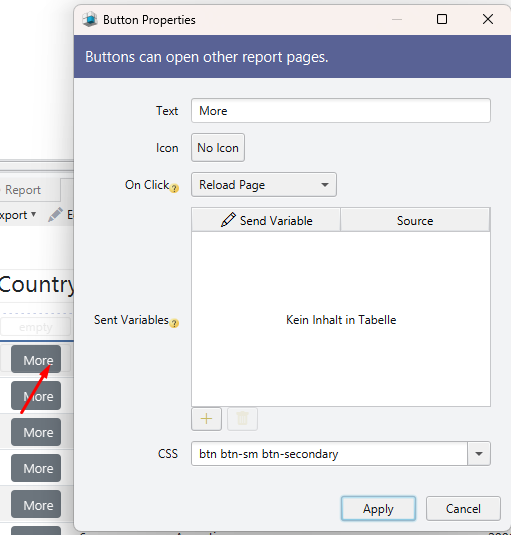 Button Properties
Buttons can open other report pages.
Text
More
Icon
No Icon
On Click
Reload Page
Send Variable
Source
Sent Variables
Kein Inhalt in Tabelle
CSS
btn btn-sm btn-secondary
Apply
Cancel
Report
xport
E
Country
empty
More
More
More
More
More